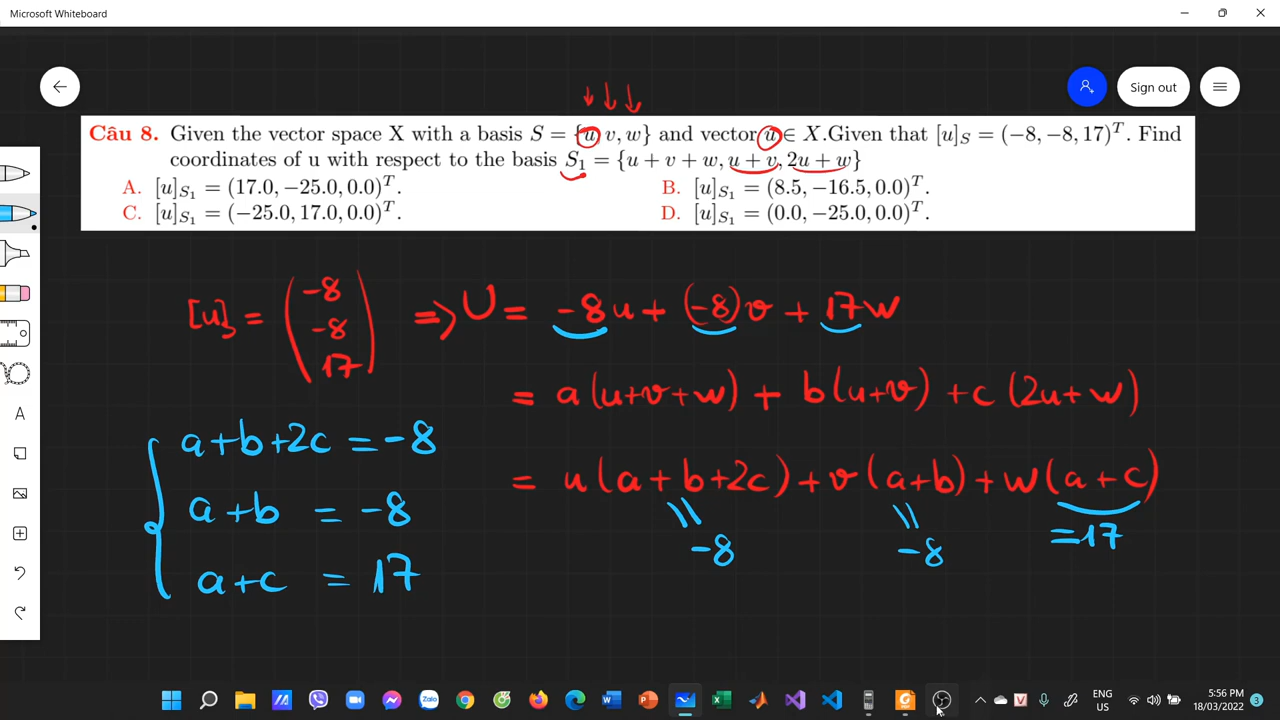 Microsoft Whiteboard
Sign out
Câu 8. Given the vector space X with a basis S = {u, v, w} and vector u ∈ X.Given that [u]S = (−8, −8, 17)^T. Find
coordinates of u with respect to the basis S1 = {u + v + w, u + v, 2u + w}
A. [u]S1 = (17.0, −25.0, 0.0)^T.
B. [u]S1 = (8.5, −16.5, 0.0)^T.
C. [u]S1 = (−25.0, 17.0, 0.0)^T.
D. [u]S1 = (0.0, −25.0, 0.0)^T.
[u]S = (-8 -8 17) => U = -8u + (-8)v + 17w
= a(u+v+w) + b(u+v) + c(2u+w)
= u(a+b+2c) + v(a+b) + w(a+c)
= -8
= -8
= 17
a+b+2c = -8
a+b = -8
a+c = 17
A
Zalo
V
ENG
US
5:56 PM
18/03/2022
3